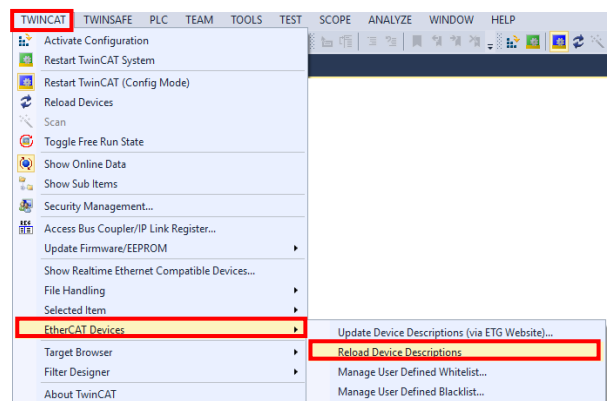 TWINCAT TWINSAFE PLC TEAM TOOLS TEST SCOPE ANALYZE WINDOW HELP
Activate Configuration
Restart TwinCAT System
Restart TwinCAT (Config Mode)
Reload Devices
Scan
Toggle Free Run State
Show Online Data
Show Sub Items
Security Management...
Access Bus Coupler/IP Link Register...
Update Firmware/EEPROM
Show Realtime Ethernet Compatible Devices...
File Handling
Selected Item
EtherCAT Devices
Update Device Descriptions (via ETG Website)...
Target Browser
Reload Device Descriptions
Filter Designer
Manage User Defined Whitelist...
About TwinCAT
Manage User Defined Blacklist...